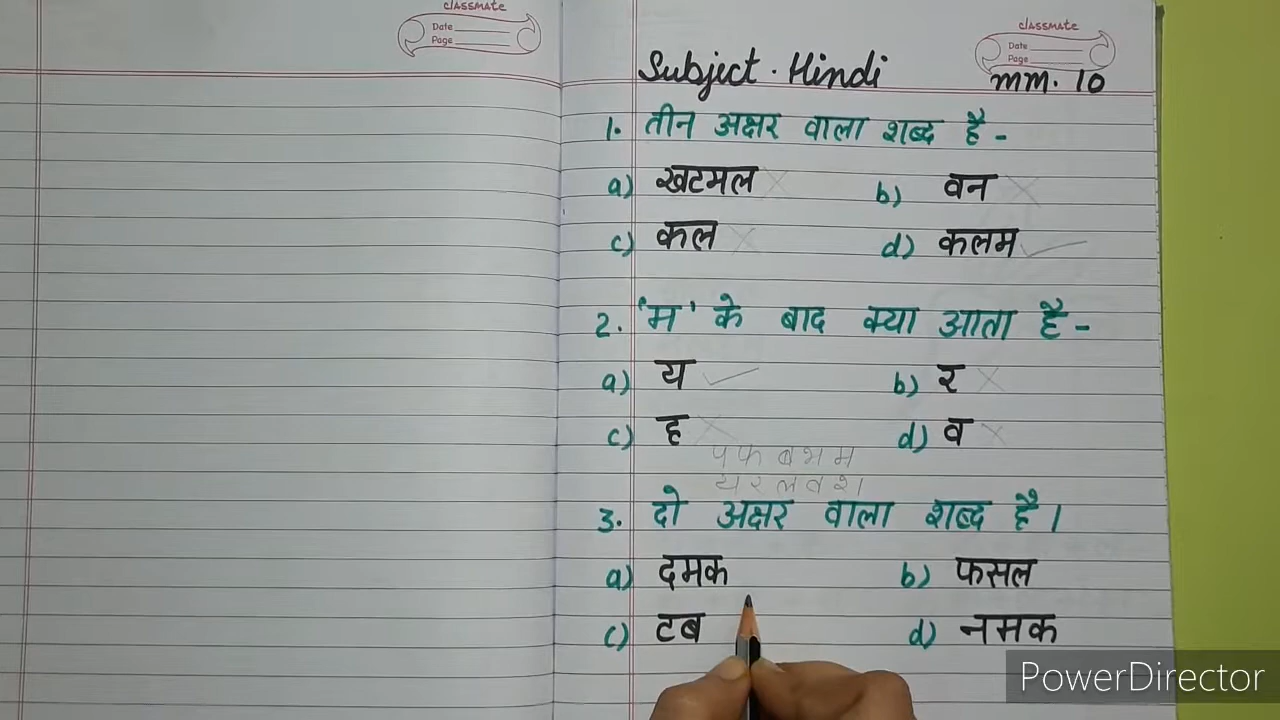 classmate
Date
Page
classmate
Date
Page
Subject. Hindi
MM. 10
1. तीन अक्षर वाला शब्द है -
a) खटमल b) वन
c) कल d) कलम
2. 'म' के बाद क्या आता है -
a) य b) र
c) ह d) व
प फ ब भ म
य र ल व श।
3. दो अक्षर वाला शब्द है।
a) दमक b) फसल
c) टब d) नमक
PowerDirector